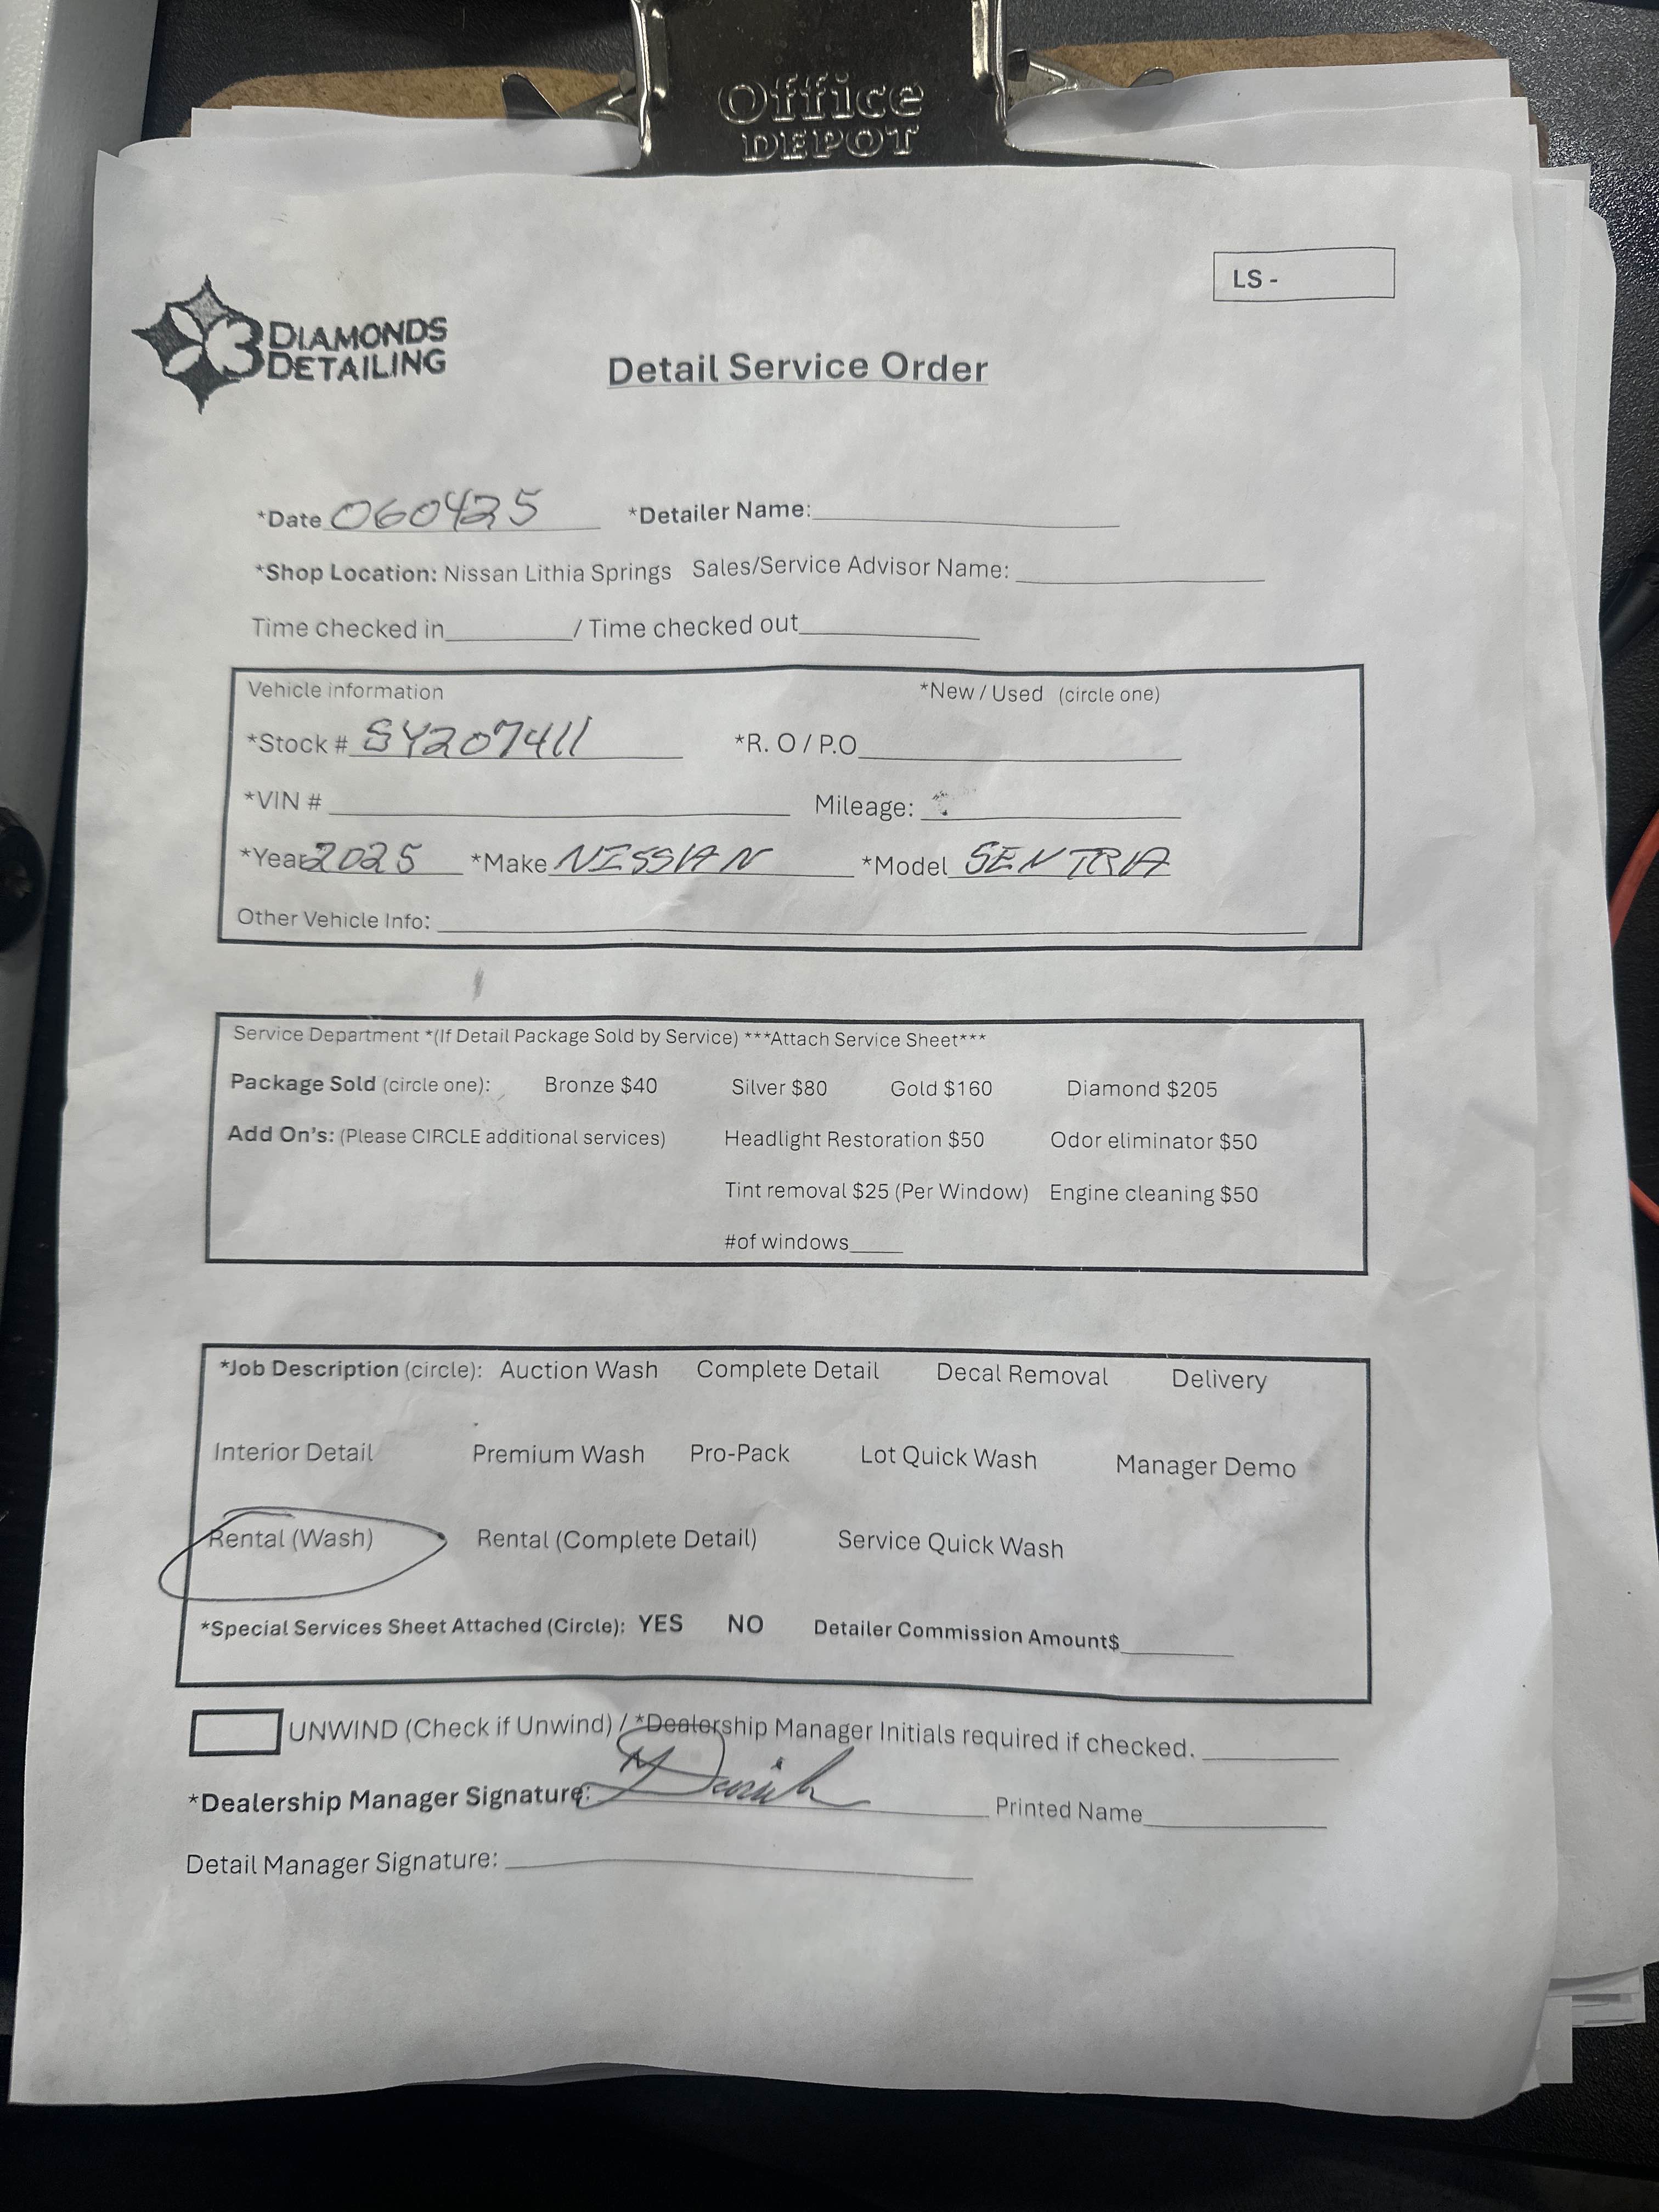 Office
DEPOT
LS -
3 DIAMONDS
DETAILING
Detail Service Order
*Date 060425 *Detailer Name:
*Shop Location: Nissan Lithia Springs Sales/Service Advisor Name:
Time checked in / Time checked out
Vehicle information *New / Used (circle one)
*Stock # SY207411 *R. O / P.O
*VIN # Mileage:
*Year 2025 *Make NISSAN *Model SENTRA
Other Vehicle Info:
Service Department *(If Detail Package Sold by Service) ***Attach Service Sheet***
Package Sold (circle one): Bronze $40 Silver $80 Gold $160 Diamond $205
Add On's: (Please CIRCLE additional services) Headlight Restoration $50 Odor eliminator $50
Tint removal $25 (Per Window) Engine cleaning $50
#of windows
*Job Description (circle): Auction Wash Complete Detail Decal Removal Delivery
Interior Detail Premium Wash Pro-Pack Lot Quick Wash Manager Demo
Rental (Wash) Rental (Complete Detail) Service Quick Wash
*Special Services Sheet Attached (Circle): YES NO Detailer Commission Amount$
UNWIND (Check if Unwind) / *Dealership Manager Initials required if checked.
*Dealership Manager Signature: Printed Name
Detail Manager Signature: